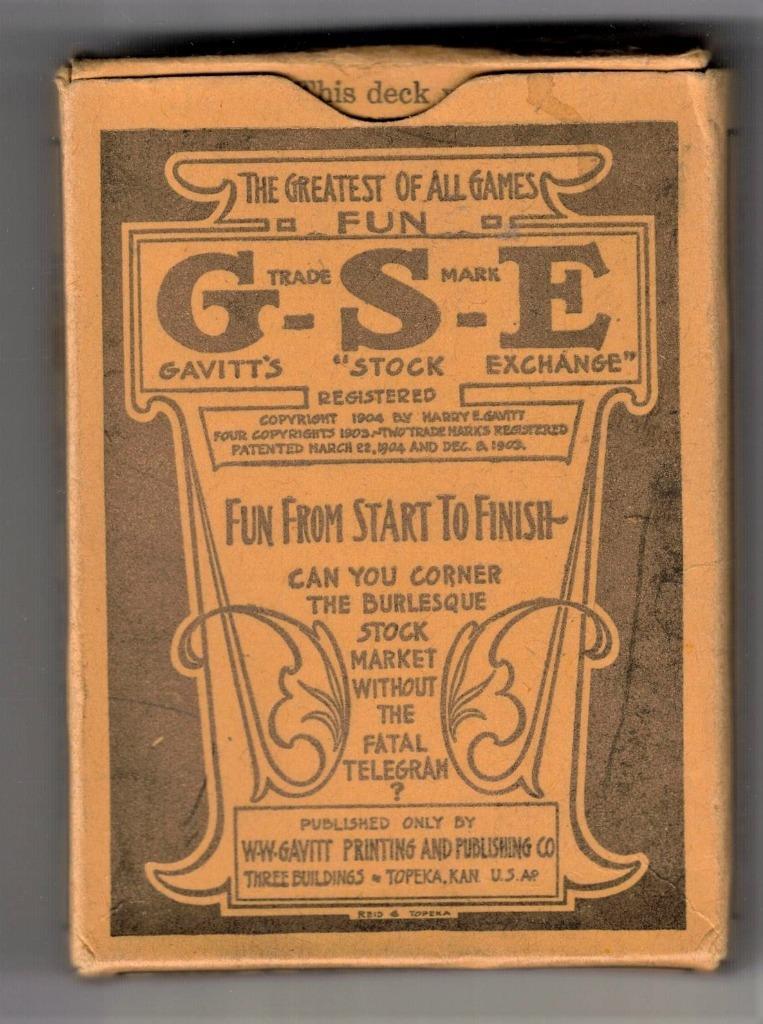 This deck
THE GREATEST OF ALL GAMES
FUN
TRADE MARK
G-S-E
GAVITT'S "STOCK EXCHANGE"
REGISTERED
COPYRIGHT 1904 BY HARRY E. GAVITT
FOUR COPYRIGHTS 1903.-TWO TRADE MARKS REGISTERED
PATENTED MARCH 22, 1904 AND DEC. 8, 1903.
FUN FROM START TO FINISH-
CAN YOU CORNER
THE BURLESQUE
STOCK
MARKET
WITHOUT
THE
FATAL
TELEGRAM
?
PUBLISHED ONLY BY
W-W-GAVITT PRINTING AND PUBLISHING CO
THREE BUILDINGS - TOPEKA, KAN. U.S.A.
REID TOPEKA